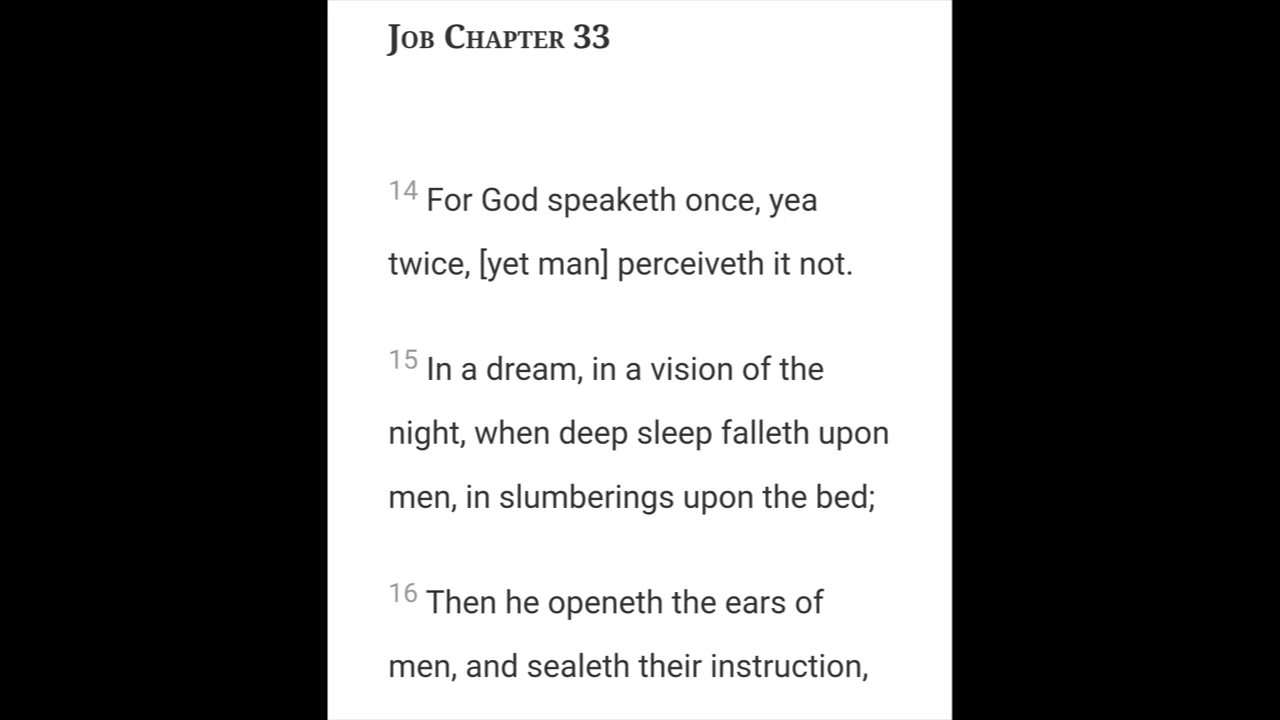 Job Chapter 33
14 For God speaketh once, yea
twice, [yet man] perceiveth it not.
15 In a dream, in a vision of the
night, when deep sleep falleth upon
men, in slumberings upon the bed;
16 Then he openeth the ears of
men, and sealeth their instruction,